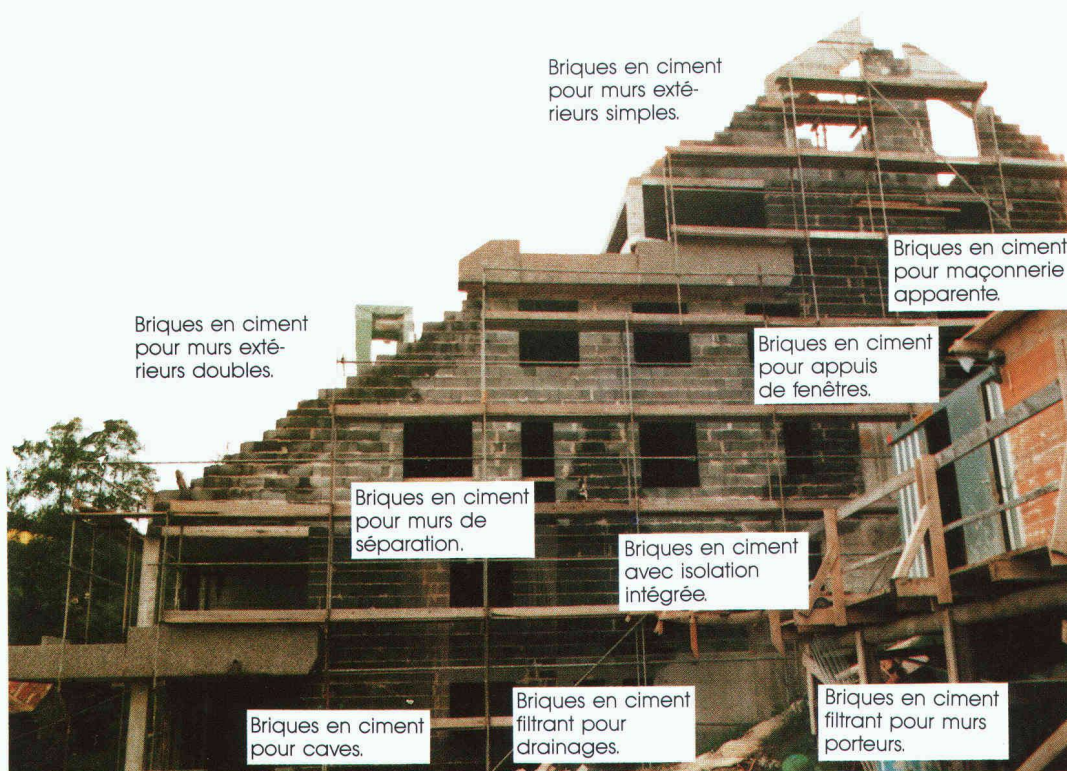 Briques en ciment
pour murs exté-
rieurs simples.
Briques en ciment
pour maçonnerie
apparente.
Briques en ciment
pour murs exté-
rieurs doubles.
Briques en ciment
pour appuis
de fenêtres.
Briques en ciment
pour murs de
séparation.
Briques en ciment
avec isolation
intégrée.
Briques en ciment
pour caves.
Briques en ciment
filtrant pour
drainages.
Briques en ciment
filtrant pour murs
porteurs.